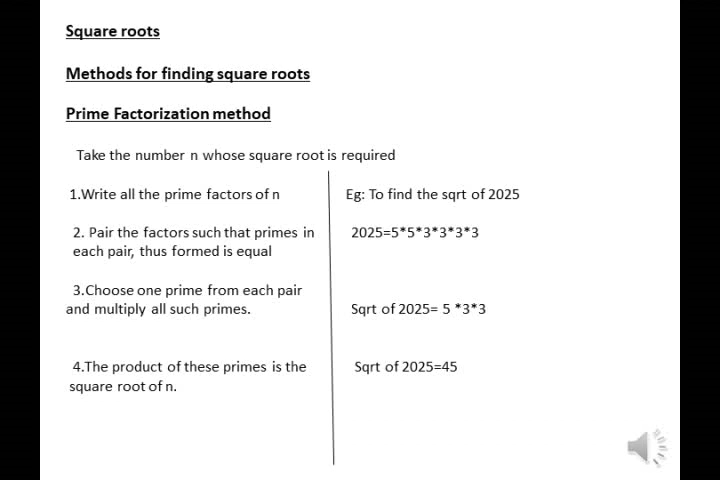 Square roots
Methods for finding square roots
Prime Factorization method
Take the number n whose square root is required
1.Write all the prime factors of n
Eg: To find the sqrt of 2025
2. Pair the factors such that primes in
each pair, thus formed is equal
2025=5*5*3*3*3*3
3.Choose one prime from each pair
and multiply all such primes.
Sqrt of 2025= 5 *3*3
4.The product of these primes is the
square root of n.
Sqrt of 2025=45